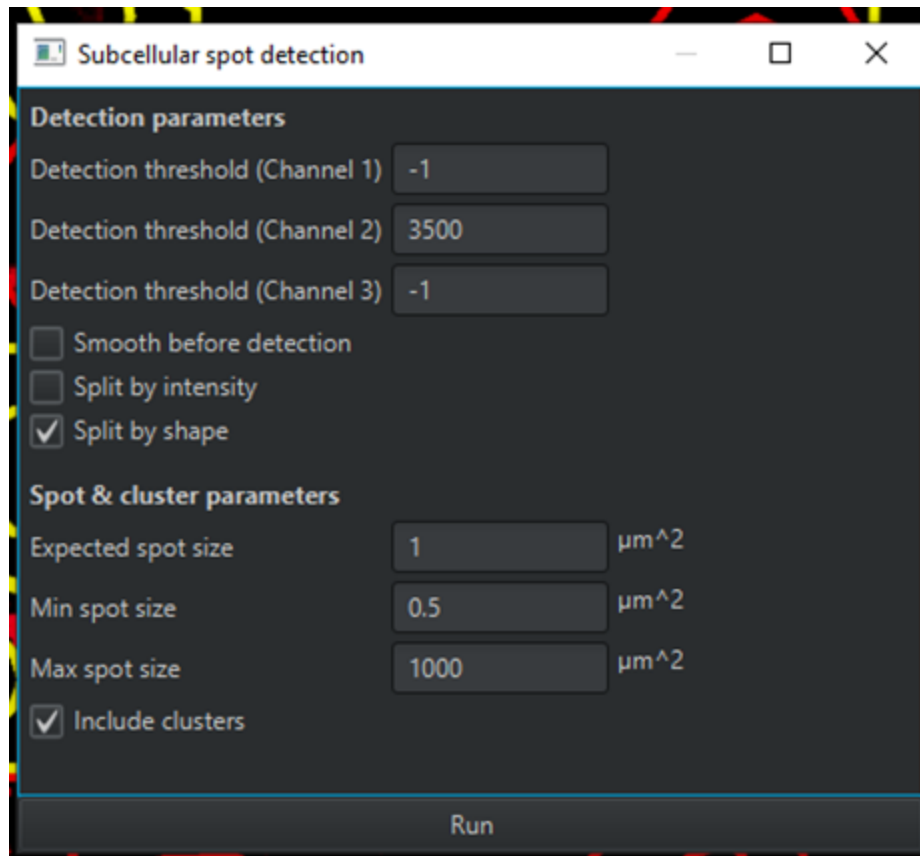 Subcellular spot detection
Detection parameters
Detection threshold (Channel 1) -1
Detection threshold (Channel 2) 3500
Detection threshold (Channel 3) -1
Smooth before detection
Split by intensity
Split by shape
Spot & cluster parameters
Expected spot size 1 µm^2
Min spot size 0.5 µm^2
Max spot size 1000 µm^2
Include clusters
Run